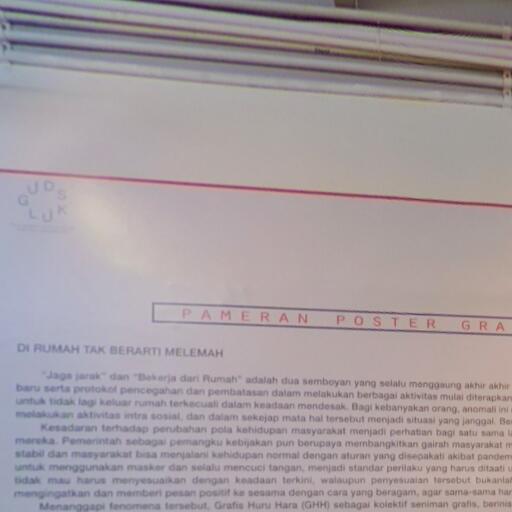 GUDSKUL
PAMERAN POSTER GRA
DI RUMAH TAK BERARTI MELEMAH
"Jaga jarak" dan "Bekerja dari Rumah" adalah dua semboyan yang selalu menggaung akhir akhir
baru serta protokol pencegahan dan pembatasan dalam melakukan berbagai aktivitas mulai diterapkan
untuk tidak lagi keluar rumah terkecuali dalam keadaan mendesak. Bagi kebanyakan orang, anomali ini
melakukan aktivitas intra sosial, dan dalam sekejap mata hal tersebut menjadi situasi yang janggal. Be
Kesadaran terhadap perubahan pola kehidupan masyarakat menjadi perhatian bagi satu sama l
mereka. Pemerintah sebagai pemangku kebijakan pun berupaya membangkitkan gairah masyarakat m
stabil dan masyarakat bisa menjalani kehidupan normal dengan aturan yang disepakati akibat pandem
untuk menggunakan masker dan selalu mencuci tangan, menjadi standar perilaku yang harus ditaati u
tidak mau harus menyesuaikan dengan keadaan terkini, walaupun penyesuaian tersebut bukanlah
mengingatkan dan memberi pesan positif ke sesama dengan cara yang beragam, agar sama-sama har
Menanggapi fenomena tersebut, Grafis Huru Hara (GHH) sebagai kolektif seniman grafis, berinis